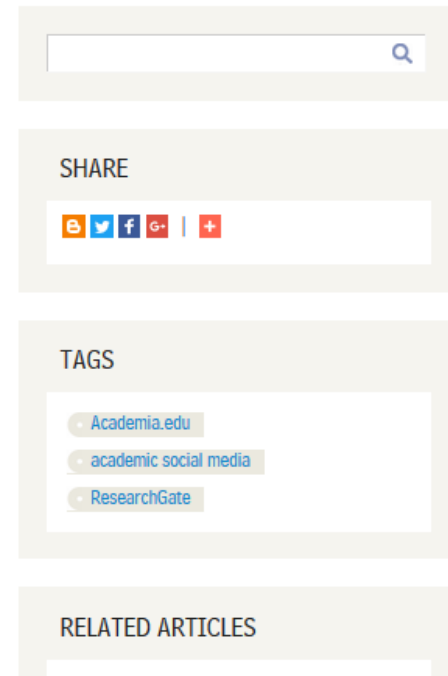 SHARE
G+ |
TAGS
Academia.edu
academic social media
ResearchGate
RELATED ARTICLES